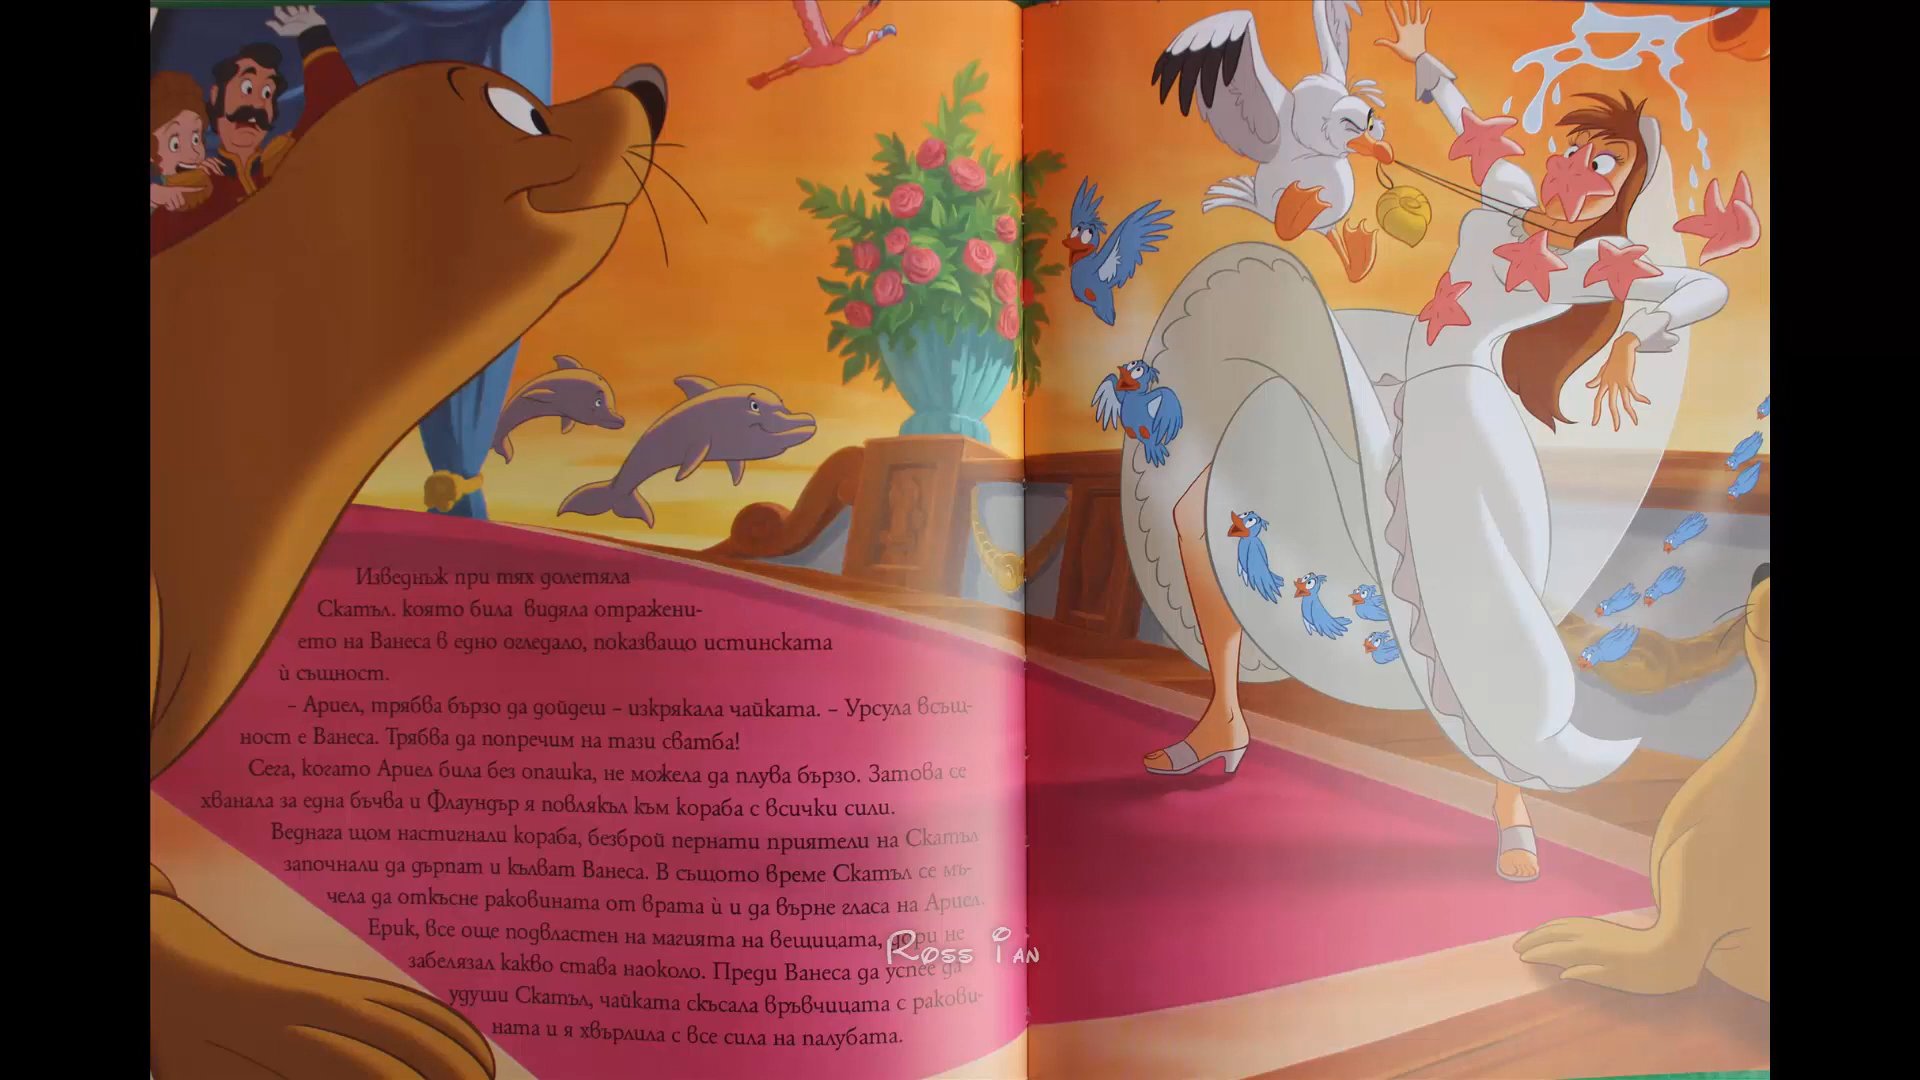 Изведнъж при тях долетяла
Скатъл. която била видяла отражени-
ето на Ванеса в едно огледало, показващо истинската
ѝ същност.
– Ариел, трябва бързо да дойдеш – изкрякала чайката. – Урсула всъщ-
ност е Ванеса. Трябва да попречим на тази сватба!
Сега, когато Ариел била без опашка, не можела да плува бързо. Затова се
хванала за една бъчва и Флаундър я повлякъл към кораба с всички сили.
Веднага щом настигнали кораба, безброй пернати приятели на Скатъл
започнали да дърпат и кълват Ванеса. В същото време Скатъл се мъ-
чела да откъсне раковината от врата ѝ и да върне гласа на Ариел.
Ерик, все още подвластен на магията на вещицата, дори не
забелязал какво става наоколо. Преди Ванеса да успее да
удуши Скатъл, чайката скъсала връвчицата с ракови-
ната и я хвърлила с все сила на палубата.
Ross Ian